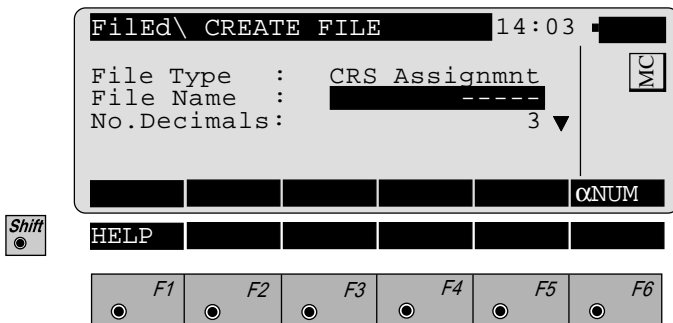 FilEd\ CREATE FILE 14:03
MC
File Type : CRS Assignmnt
File Name : -----
No.Decimals: 3
αNUM
Shift
HELP
F1 F2 F3 F4 F5 F6